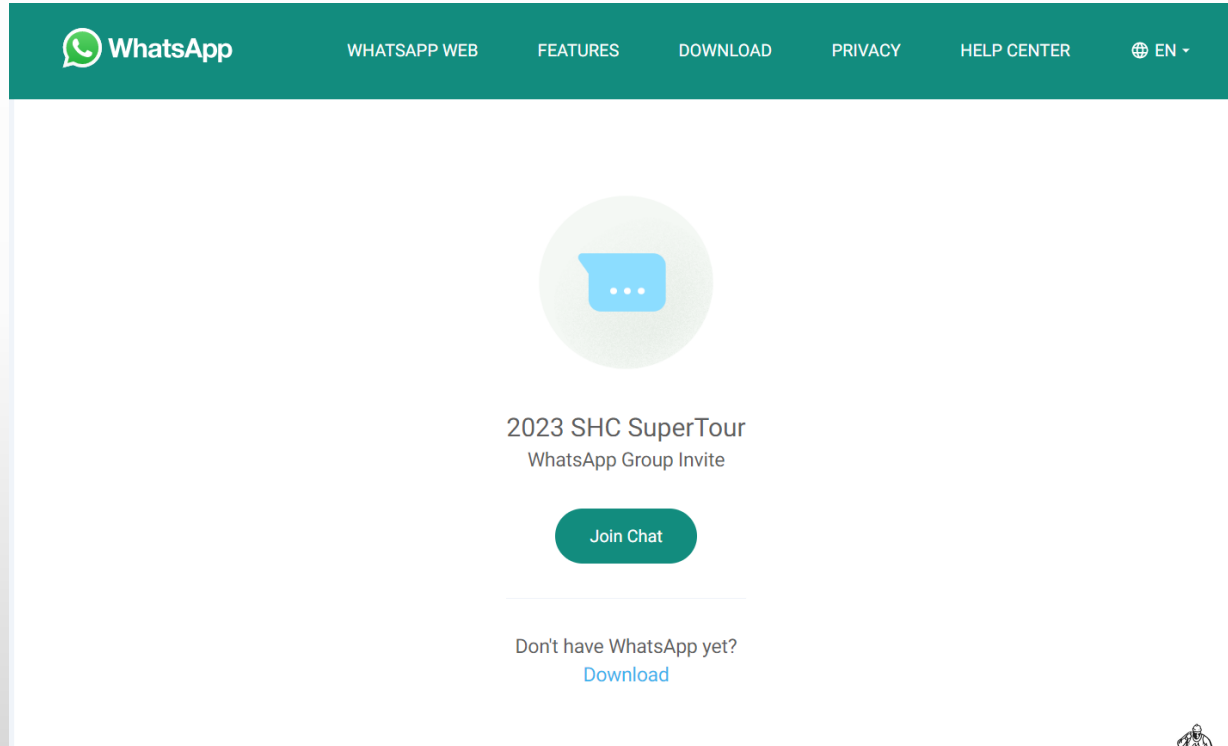 WhatsApp WHATSAPP WEB FEATURES DOWNLOAD PRIVACY HELP CENTER EN
2023 SHC SuperTour
WhatsApp Group Invite
Join Chat
Don't have WhatsApp yet?
Download